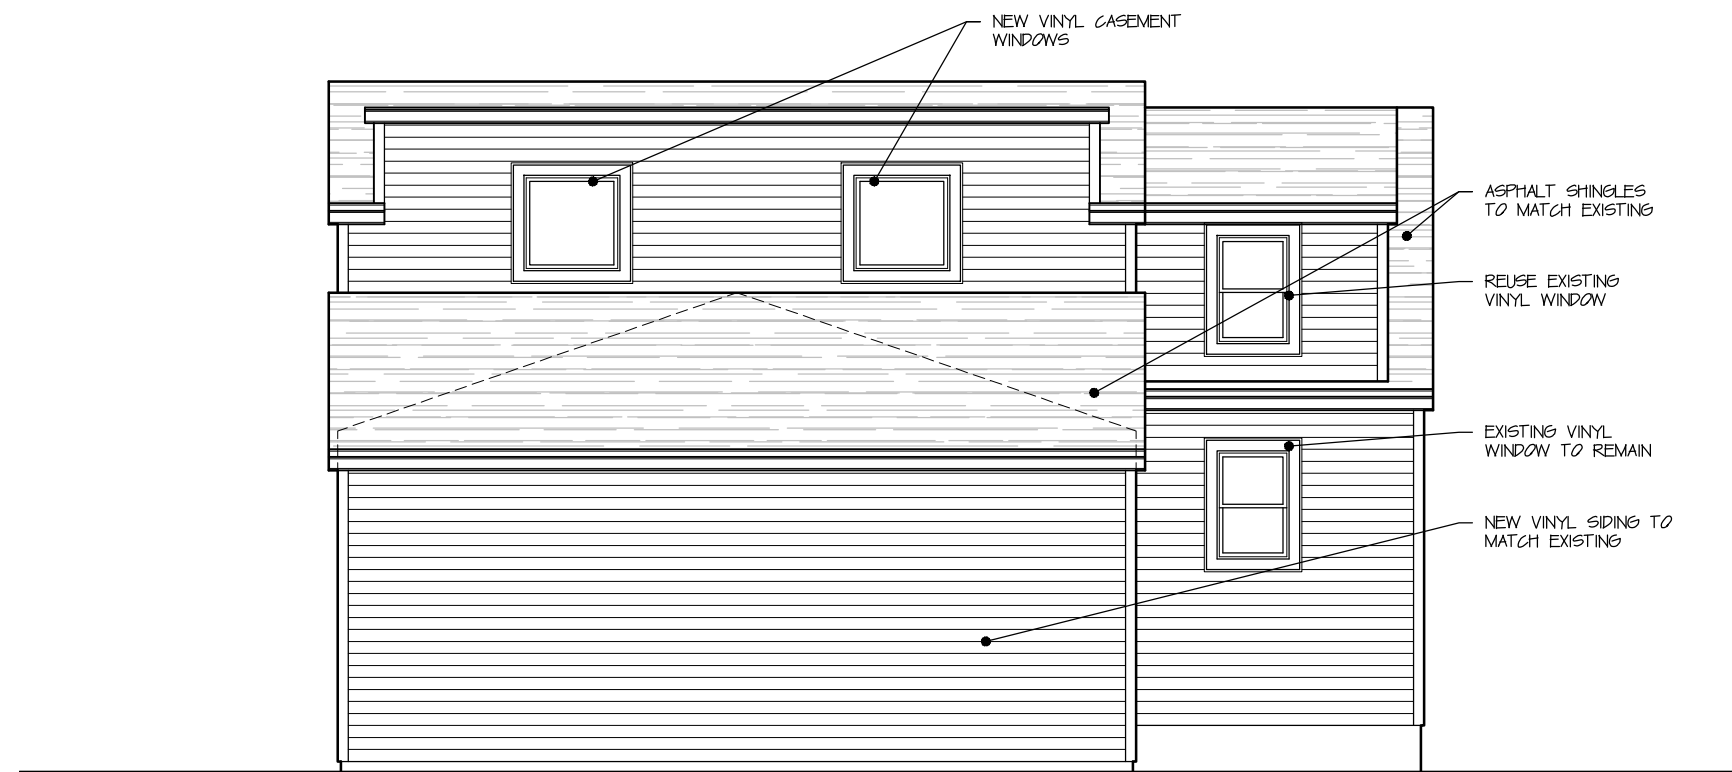 NEW VINYL CASEMENT
WINDOWS
ASPHALT SHINGLES
TO MATCH EXISTING
REUSE EXISTING
VINYL WINDOW
EXISTING VINYL
WINDOW TO REMAIN
NEW VINYL SIDING TO
MATCH EXISTING